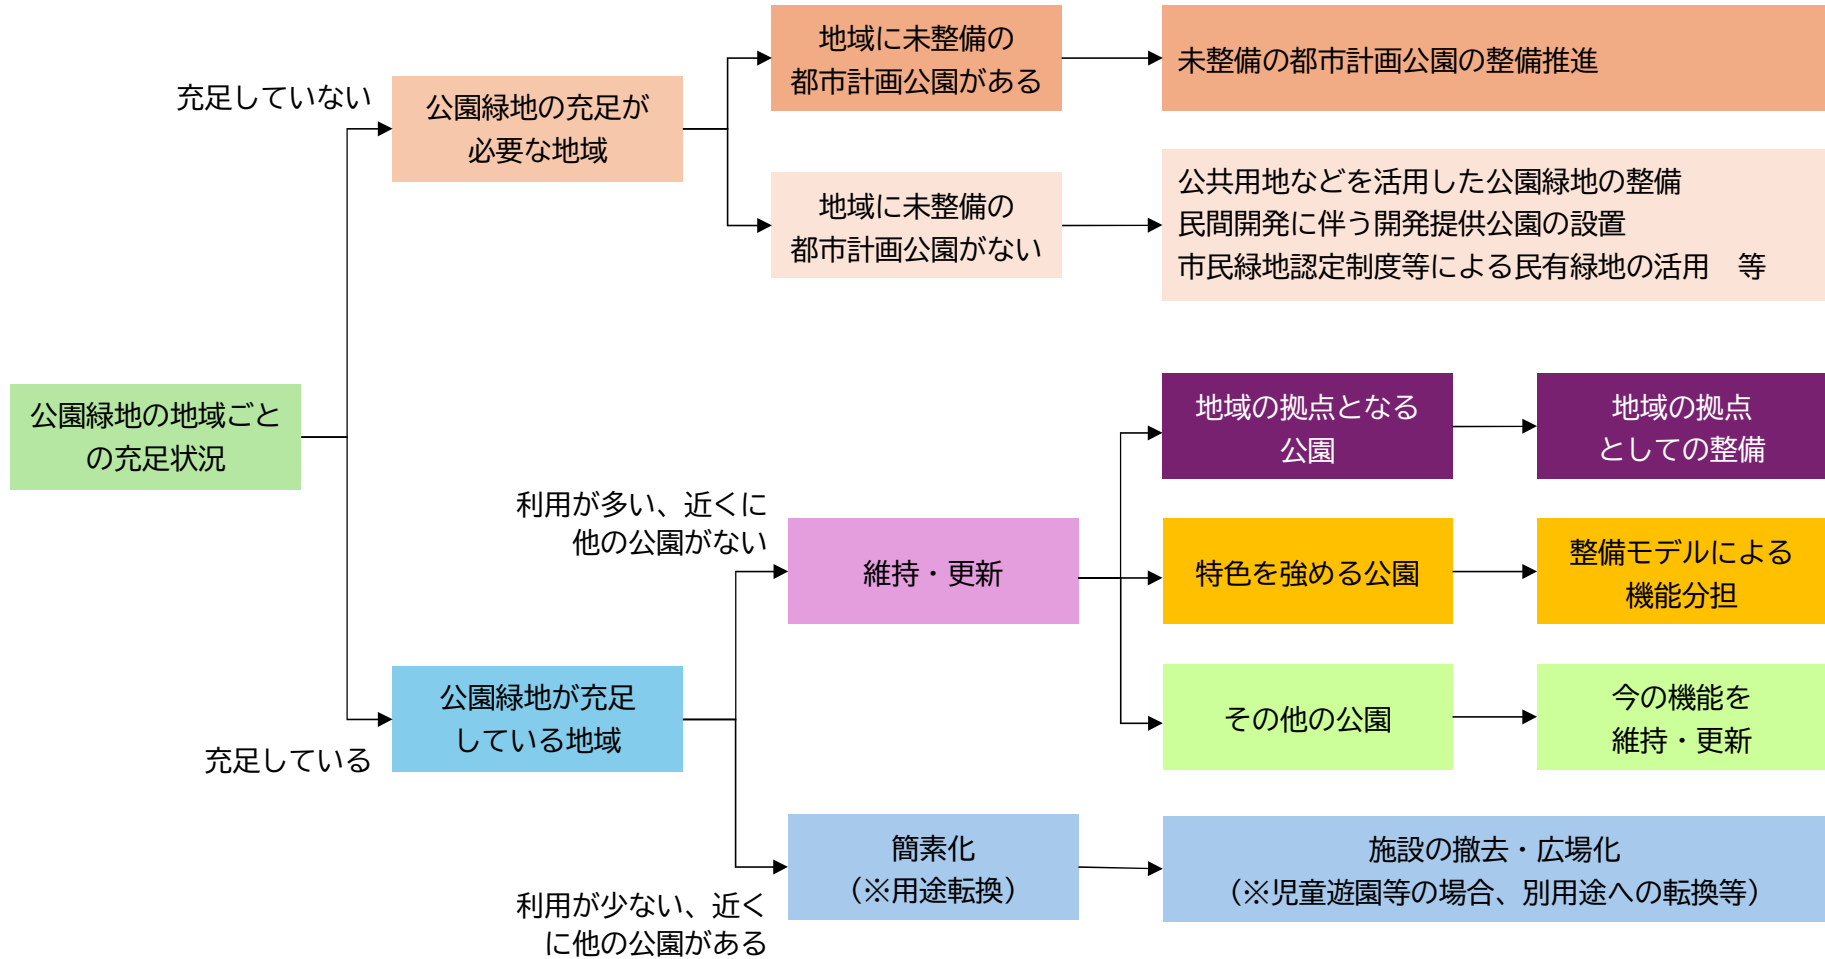 充足していない
公園緑地の充足が
必要な地域
地域に未整備の
都市計画公園がある
未整備の都市計画公園の整備推進
地域に未整備の
都市計画公園がない
公共用地などを活用した公園緑地の整備
民間開発に伴う開発提供公園の設置
市民緑地認定制度等による民有緑地の活用　等
公園緑地の地域ごと
の充足状況
充足している
公園緑地が充足
している地域
利用が多い、近くに
他の公園がない
維持・更新
地域の拠点となる
公園
地域の拠点
としての整備
特色を強める公園
整備モデルによる
機能分担
その他の公園
今の機能を
維持・更新
利用が少ない、近く
に他の公園がある
簡素化
（※用途転換）
施設の撤去・広場化
（※児童遊園等の場合、別用途への転換等）